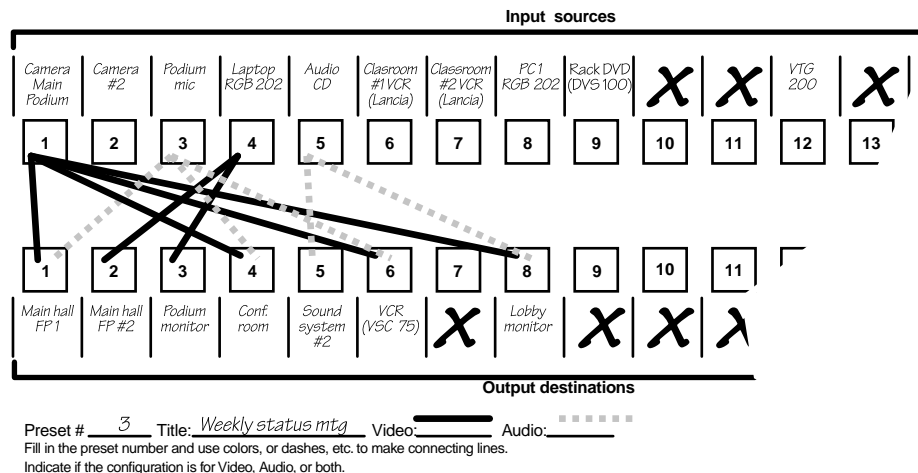 Input sources
Camera Main Podium
Camera #2
Podium mic
Laptop RGB 202
Audio CD
Clasroom #1 VCR (Lancia)
Classroom #2 VCR (Lancia)
PC1 RGB 202
Rack DVD (DVS 100)
X
X
VTG 200
X
1 2 3 4 5 6 7 8 9 10 11 12 13
1 2 3 4 5 6 7 8 9 10 11
Main hall FP 1
Main hall FP #2
Podium monitor
Conf. room
Sound system #2
VCR (VSC 75)
X
Lobby monitor
X
X
X
Output destinations
Preset # 3 Title: Weekly status mtg Video: Audio:
Fill in the preset number and use colors, or dashes, etc. to make connecting lines.
Indicate if the configuration is for Video, Audio, or both.